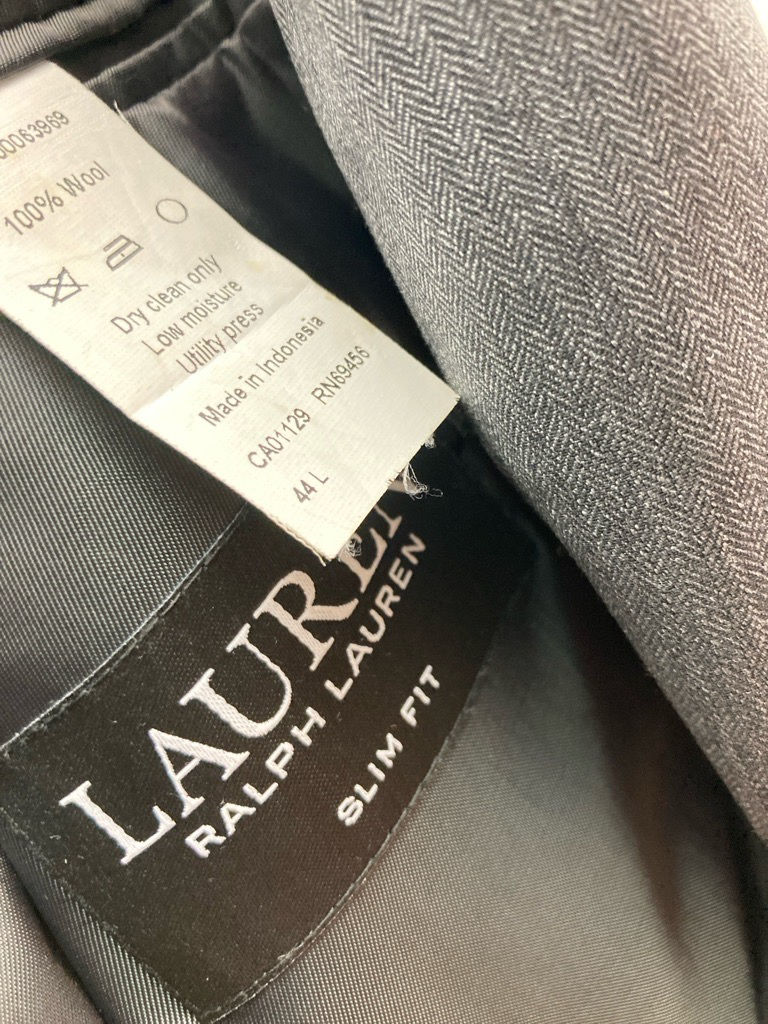 0063969
100% Wool
Dry clean only
Low moisture
Utility press
Made in Indonesia
CA01129 RN69456
44 L
LAUREN
RALPH LAUREN
SLIM FIT